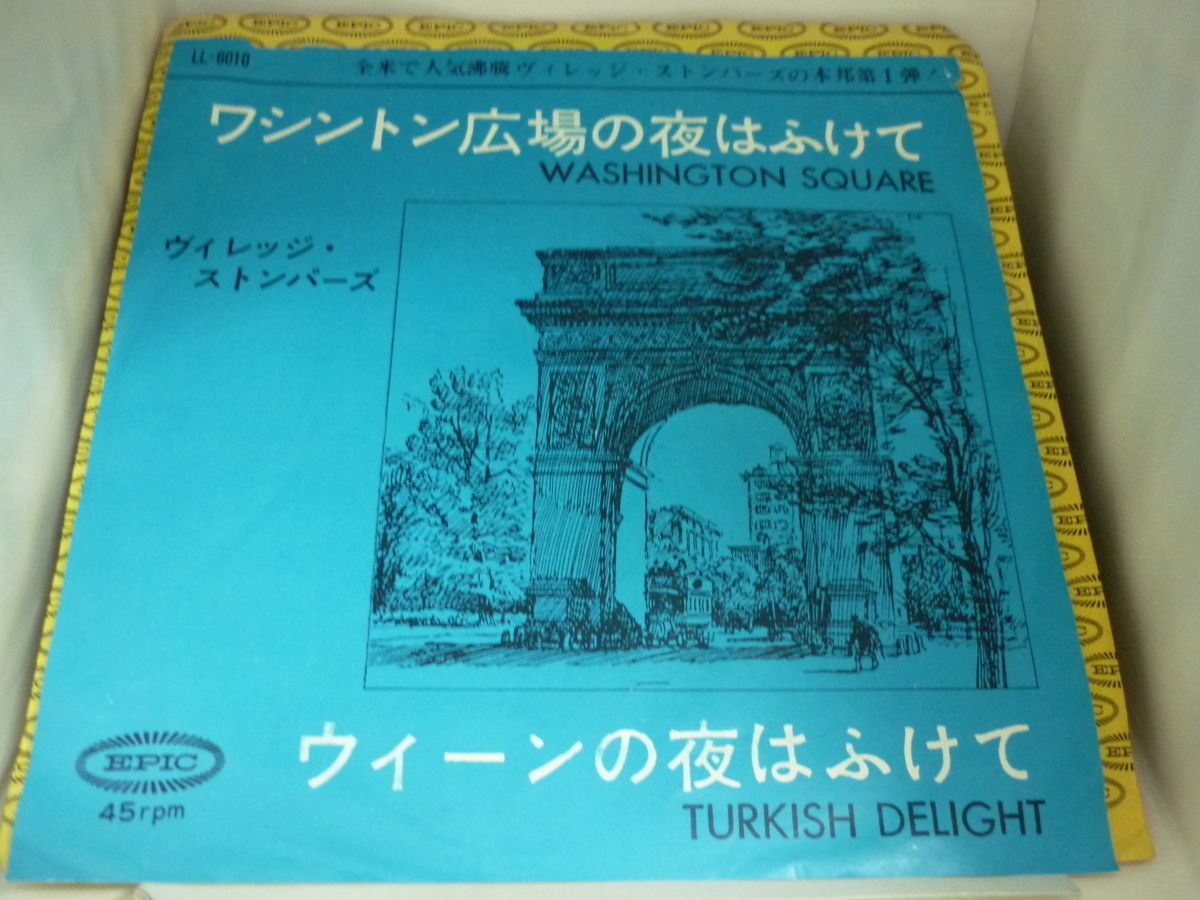 LL-6010
全米で人気沸騰ヴィレッジ・ストンパーズの本邦第1弾！
ワシントン広場の夜はふけて
WASHINGTON SQUARE
ヴィレッジ・
ストンパーズ
EPIC
45rpm
ウィーンの夜はふけて
TURKISH DELIGHT